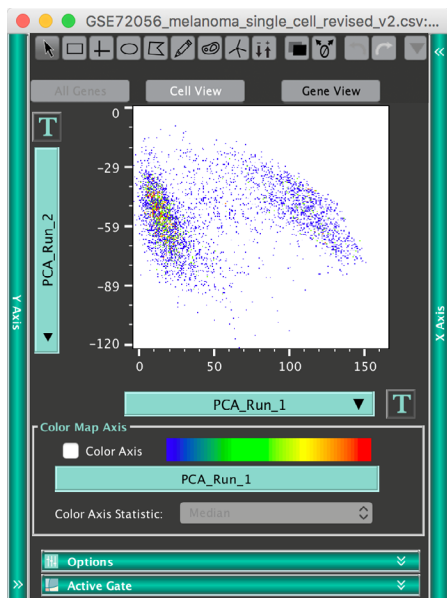 GSE72056_melanoma_single_cell_revised_v2.csv:...
All Genes
Cell View
Gene View
T
0
-29
-59
-89
-120
PCA_Run_2
Y Axis
X Axis
0
50
100
150
PCA_Run_1
T
Color Map Axis
Color Axis
PCA_Run_1
Color Axis Statistic:
Median
Options
Active Gate